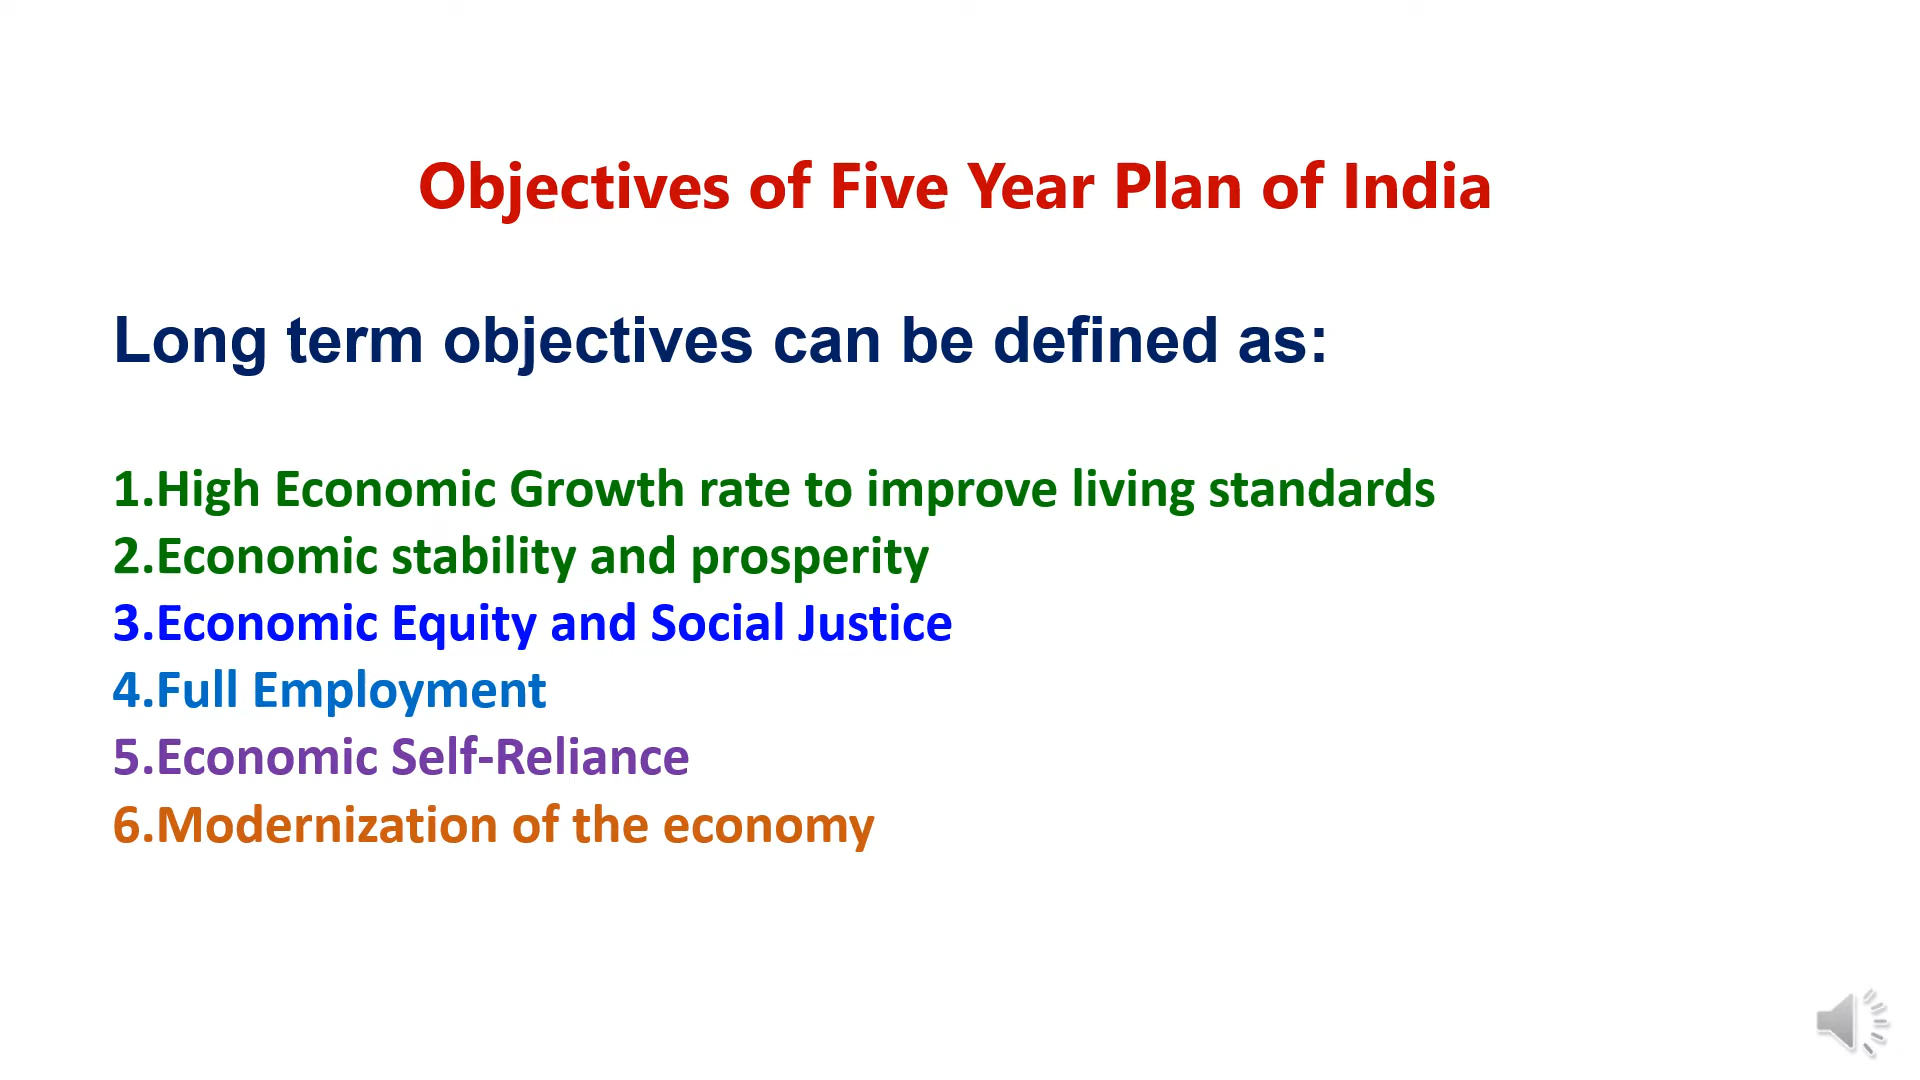 Objectives of Five Year Plan of India
Long term objectives can be defined as:
1.High Economic Growth rate to improve living standards
2.Economic stability and prosperity
3.Economic Equity and Social Justice
4.Full Employment
5.Economic Self-Reliance
6.Modernization of the economy